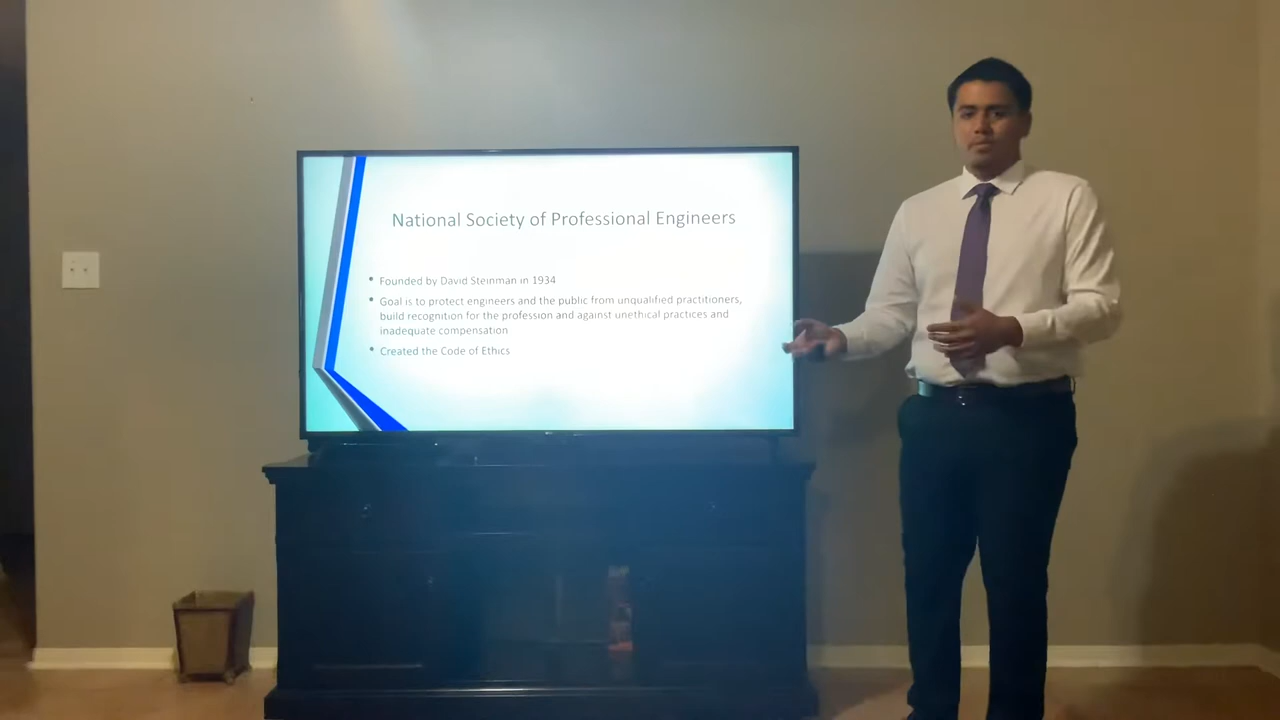 National Society of Professional Engineers
• Founded by David Steinman in 1934
• Goal is to protect engineers and the public from unqualified practitioners,
build recognition for the profession and against unethical practices and
inadequate compensation
• Created the Code of Ethics